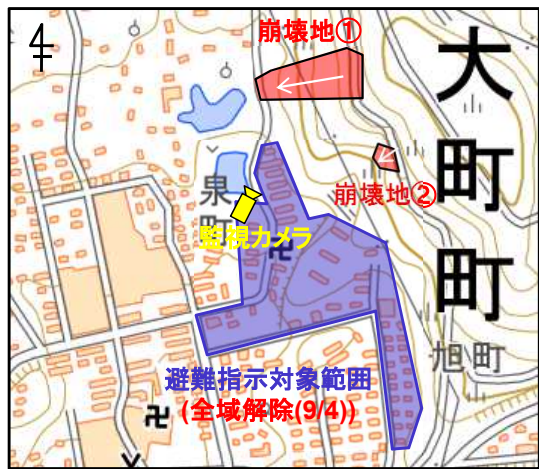 崩壊地①
大町町
崩壊地②
泉町
監視カメラ
旭町
避難指示対象範囲
(全域解除(9/4))